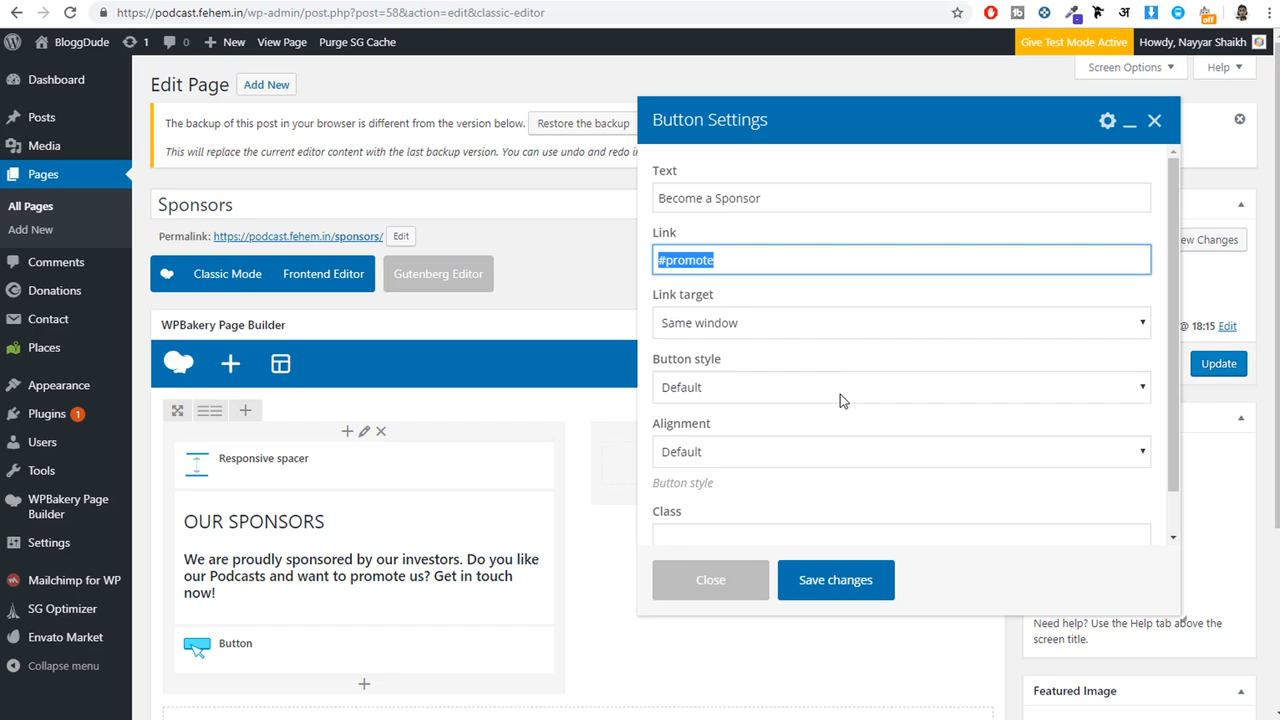 https://podcast.fehem.in/wp-admin/post.php?post=58&action=edit&classic-editor
off
BloggDude
1
0
New
View Page
Purge SG Cache
Give Test Mode Active
Howdy, Nayyar Shaikh
Dashboard
Posts
Media
Pages
All Pages
Add New
Comments
Donations
Contact
Places
Appearance
Plugins 1
Users
Tools
WPBakery Page
Builder
Settings
Mailchimp for WP
SG Optimizer
Envato Market
Collapse menu
Screen Options
Help
Edit Page
Add New
The backup of this post in your browser is different from the version below.
Restore the backup
This will replace the current editor content with the last backup version. You can use undo and redo i
Sponsors
Permalink: https://podcast.fehem.in/sponsors/
Edit
Classic Mode
Frontend Editor
Gutenberg Editor
WPBakery Page Builder
Responsive spacer
OUR SPONSORS
We are proudly sponsored by our investors. Do you like
our Podcasts and want to promote us? Get in touch
now!
Button
Button Settings
Text
Become a Sponsor
Link
#promote
Link target
Same window
Button style
Default
Alignment
Default
Button style
Class
Close
Save changes
ew Changes
@ 18:15 Edit
Update
Need help? Use the Help tab above the
screen title.
Featured Image